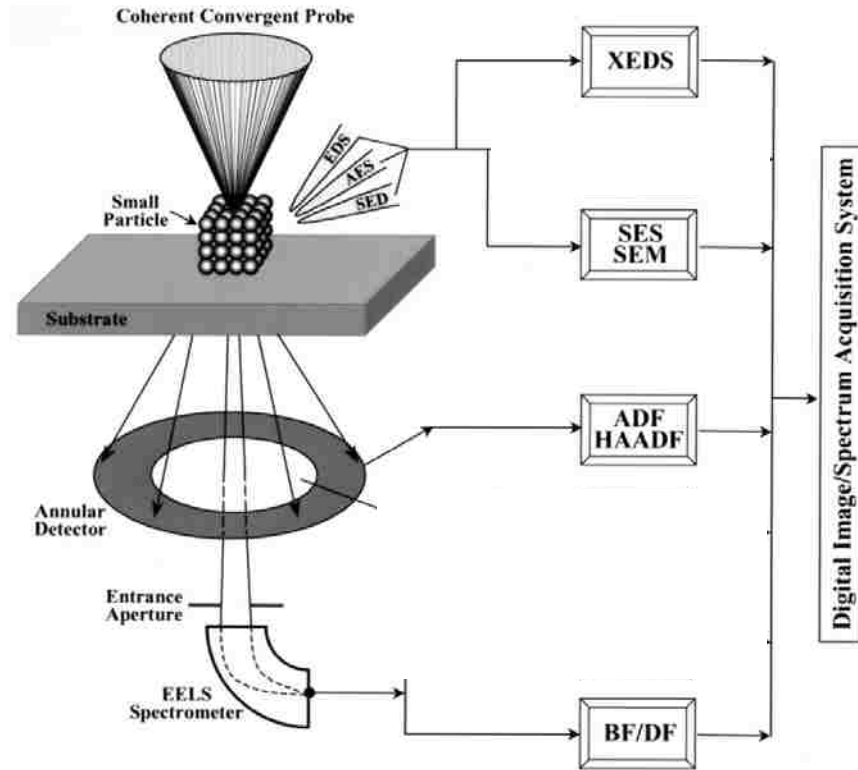 Coherent Convergent Probe
XEDS
EDS
AES
SED
Small
Particle
SES
SEM
Substrate
ADF
HAADF
Annular
Detector
Entrance
Aperture
EELS
Spectrometer
BF/DF
Digital Image/Spectrum Acquisition System